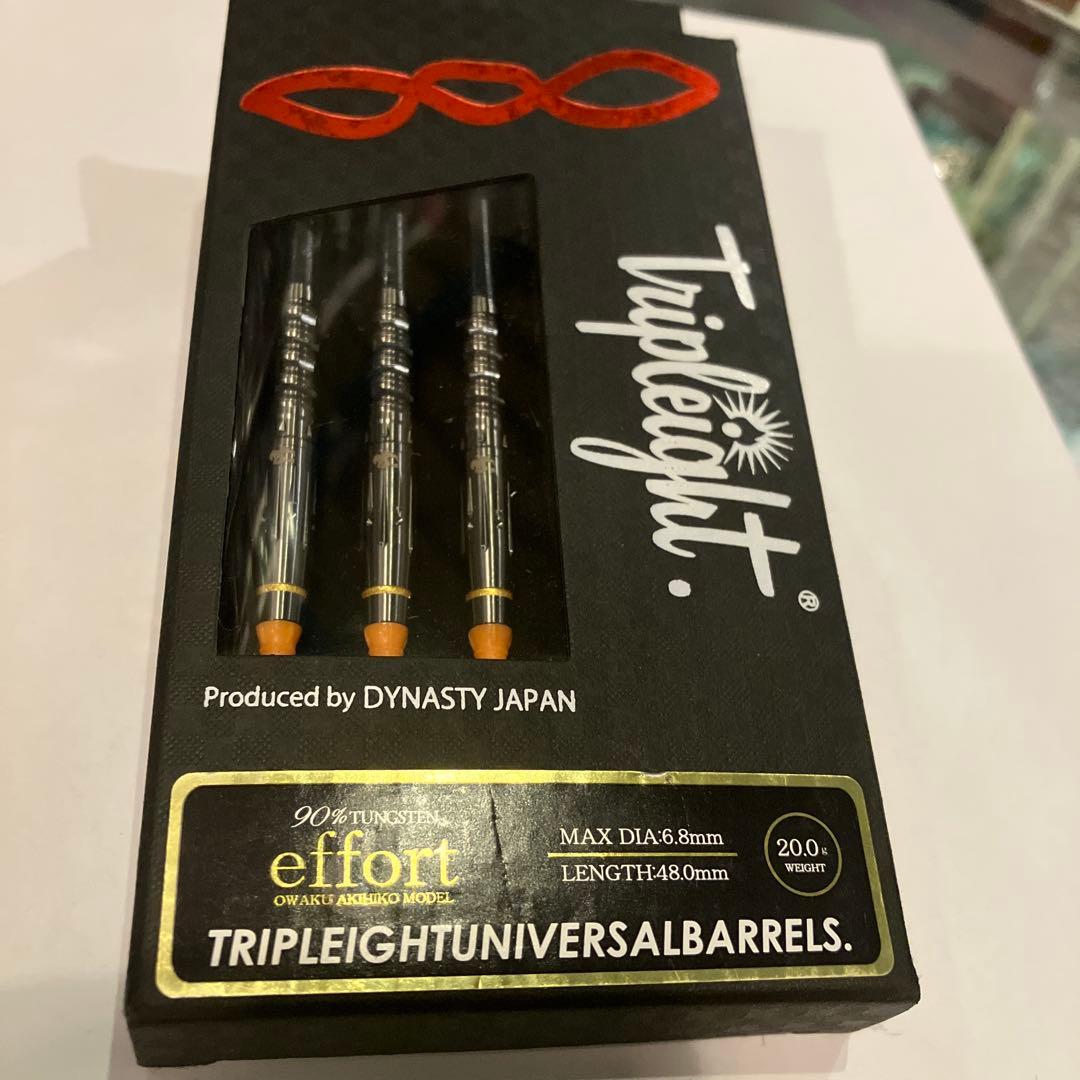 Tripleight.®
Produced by DYNASTY JAPAN
90% TUNGSTEN
effort
OWAKU AKIHIKO MODEL
MAX DIA:6.8mm
LENGTH:48.0mm
20.0g
WEIGHT
TRIPLEIGHTUNIVERSALBARRELS.